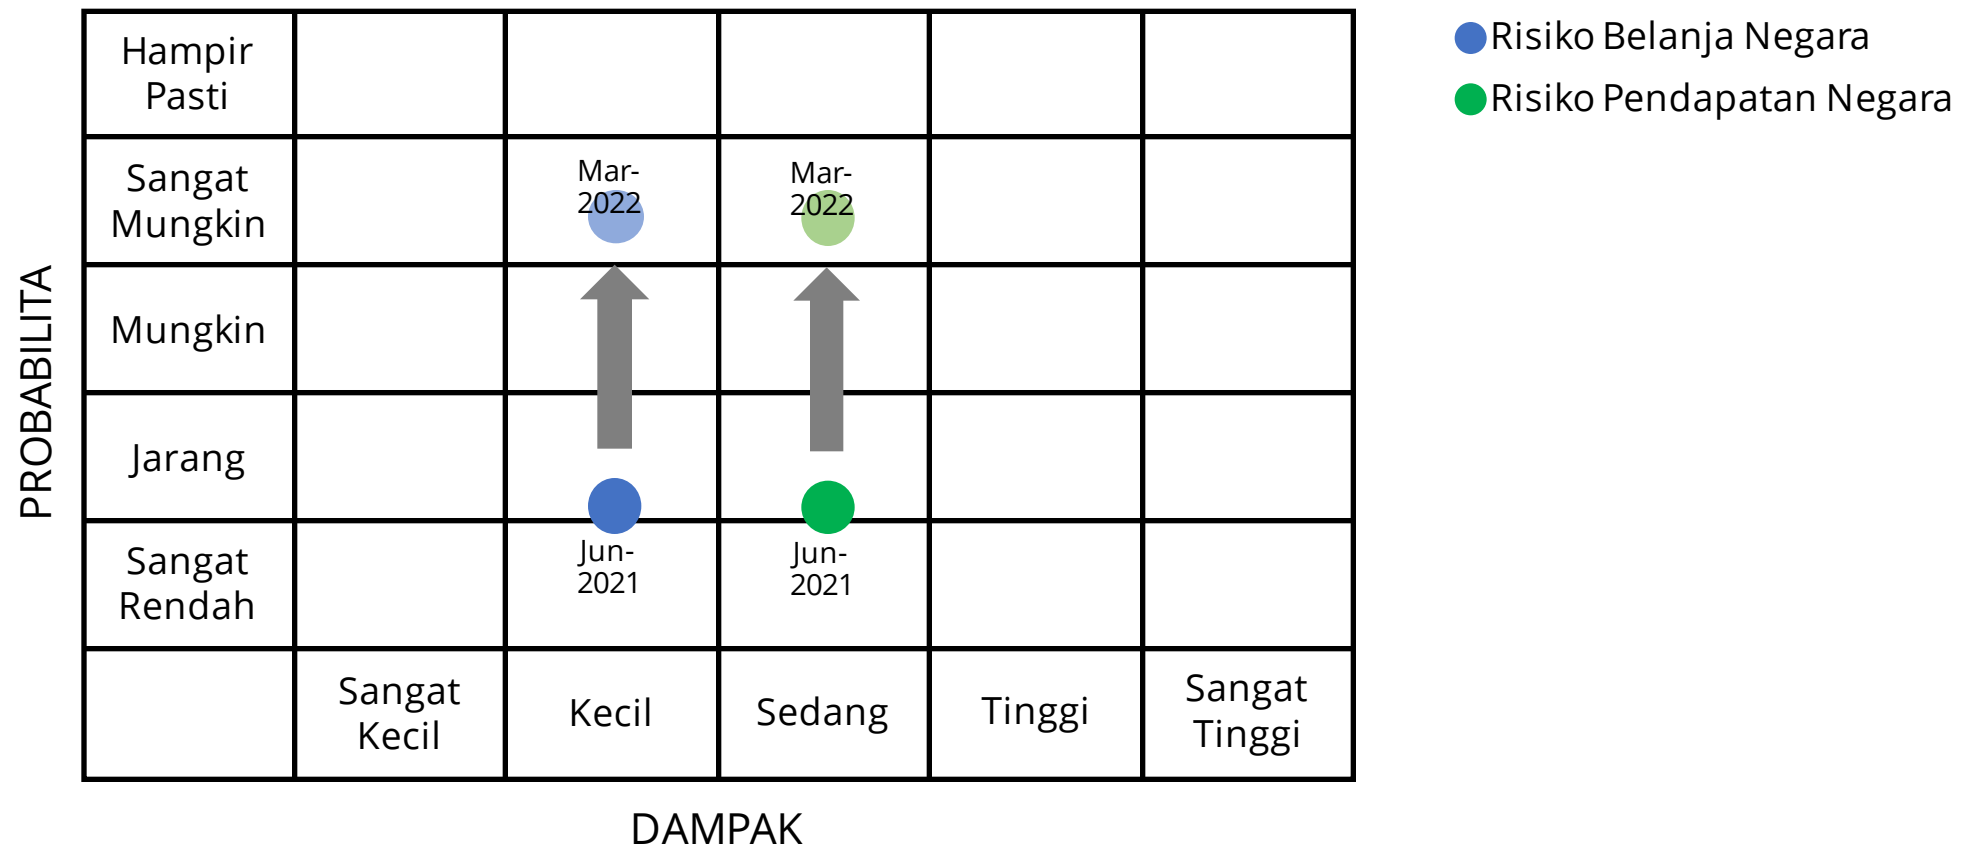 Hampir
Pasti
Risiko Belanja Negara
Risiko Pendapatan Negara
Sangat
Mungkin
Mar-
2022
Mar-
2022
PROBABILITA
Mungkin
Jarang
Sangat
Rendah
Jun-
2021
Jun-
2021
Sangat
Kecil
Kecil
Sedang
Tinggi
Sangat
Tinggi
DAMPAK